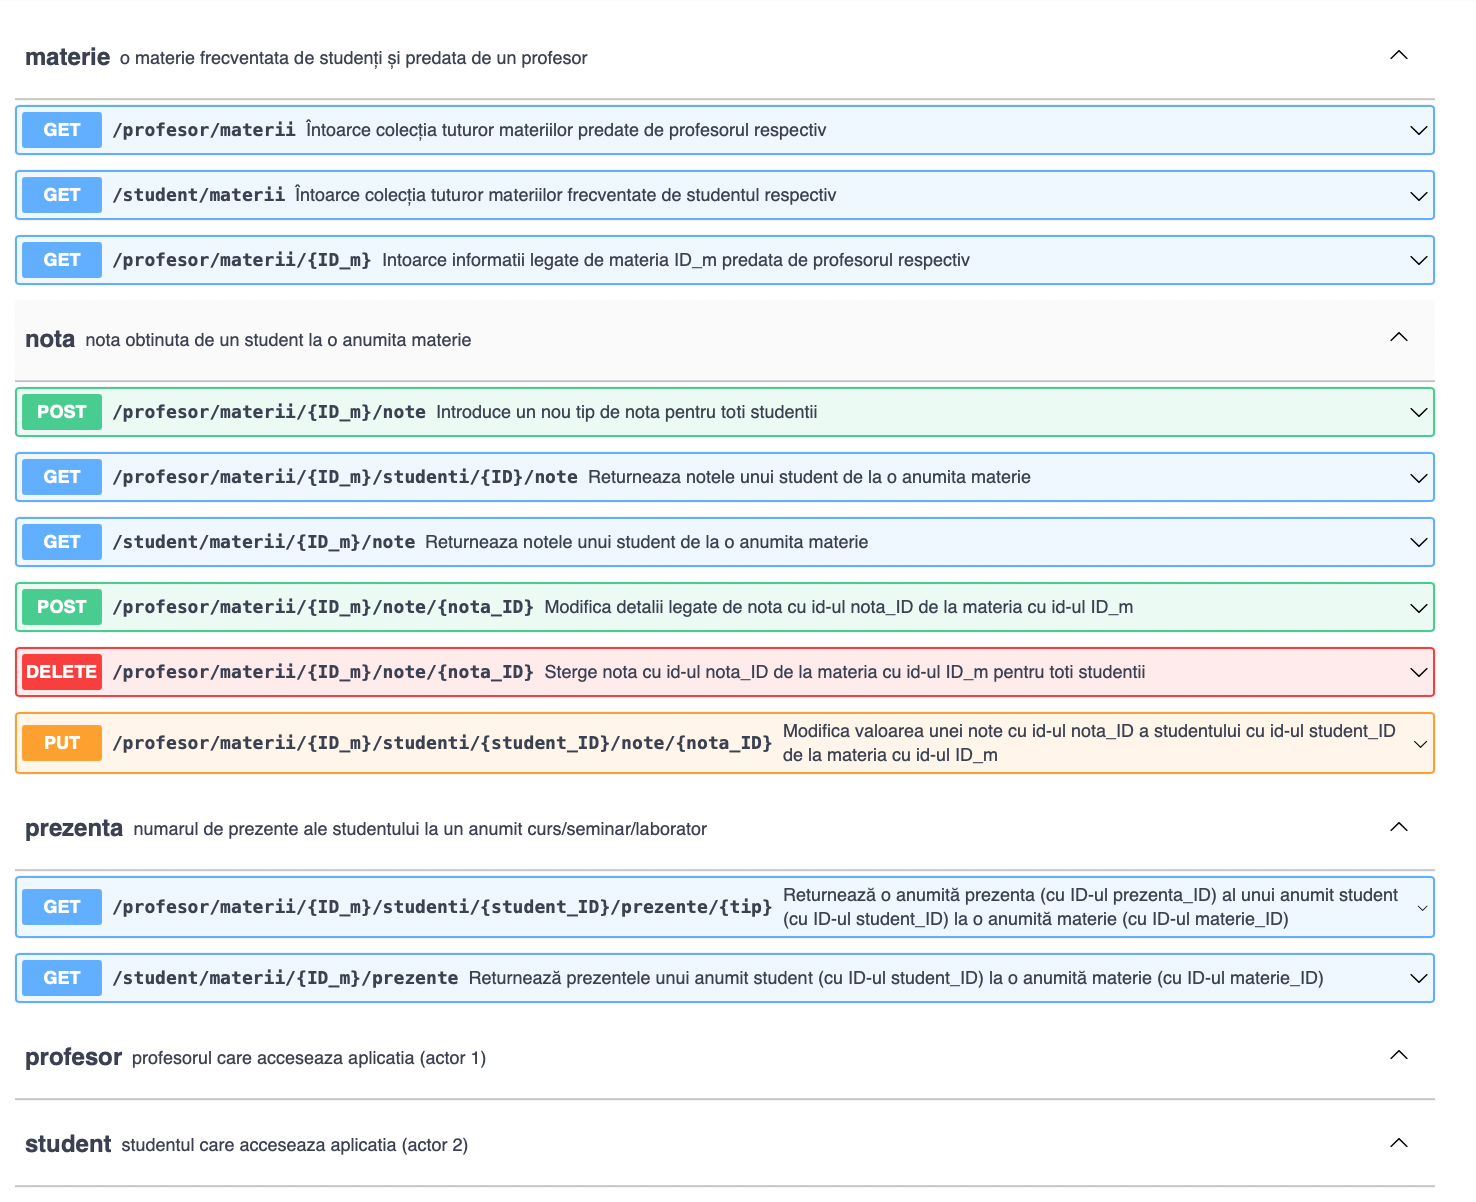 materie o materie frecventata de studenți și predata de un profesor
GET /profesor/materii Întoarce colecția tuturor materiilor predate de profesorul respectiv
GET /student/materii Întoarce colecția tuturor materiilor frecventate de studentul respectiv
GET /profesor/materii/{ID_m} Intoarce informatii legate de materia ID_m predata de profesorul respectiv
nota nota obtinuta de un student la o anumita materie
POST /profesor/materii/{ID_m}/note Introduce un nou tip de nota pentru toti studentii
GET /profesor/materii/{ID_m}/studenti/{ID}/note Returneaza notele unui student de la o anumita materie
GET /student/materii/{ID_m}/note Returneaza notele unui student de la o anumita materie
POST /profesor/materii/{ID_m}/note/{nota_ID} Modifica detalii legate de nota cu id-ul nota_ID de la materia cu id-ul ID_m
DELETE /profesor/materii/{ID_m}/note/{nota_ID} Sterge nota cu id-ul nota_ID de la materia cu id-ul ID_m pentru toti studentii
PUT /profesor/materii/{ID_m}/studenti/{student_ID}/note/{nota_ID} Modifica valoarea unei note cu id-ul nota_ID a studentului cu id-ul student_ID
de la materia cu id-ul ID_m
prezenta numarul de prezente ale studentului la un anumit curs/seminar/laborator
GET /profesor/materii/{ID_m}/studenti/{student_ID}/prezente/{tip} Returnează o anumită prezenta (cu ID-ul prezenta_ID) al unui anumit student
(cu ID-ul student_ID) la o anumită materie (cu ID-ul materie_ID)
GET /student/materii/{ID_m}/prezente Returnează prezentele unui anumit student (cu ID-ul student_ID) la o anumită materie (cu ID-ul materie_ID)
profesor profesorul care acceseaza aplicatia (actor 1)
student studentul care acceseaza aplicatia (actor 2)